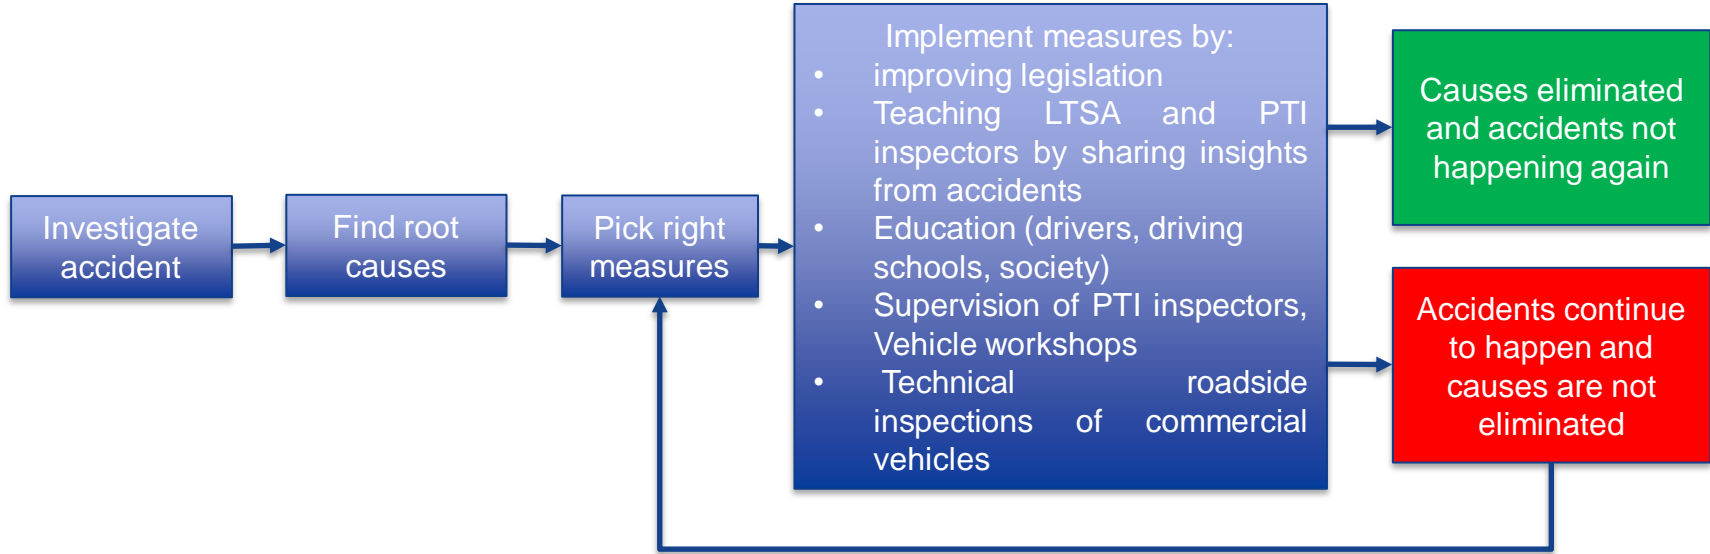 Investigate
accident
Find root
causes
Pick right
measures
Implement measures by:
• improving legislation
• Teaching LTSA and PTI
inspectors by sharing insights
from accidents
• Education (drivers, driving
schools, society)
• Supervision of PTI inspectors,
Vehicle workshops
• Technical roadside
inspections of commercial
vehicles
Causes eliminated
and accidents not
happening again
Accidents continue
to happen and
causes are not
eliminated